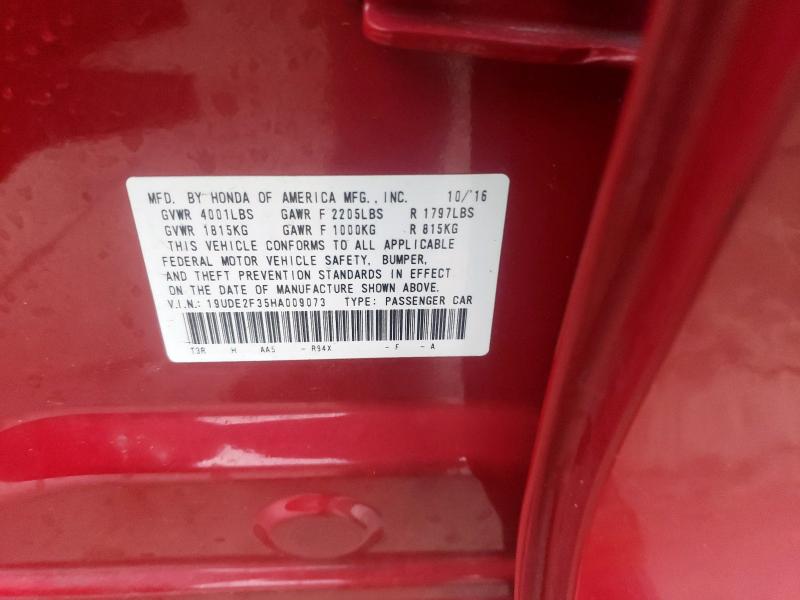 MFD. BY HONDA OF AMERICA MFG., INC. 10/'16
GVWR 4001LBS GAWR F 2205LBS R 1797LBS
GVWR 1815KG GAWR F 1000KG R 815KG
THIS VEHICLE CONFORMS TO ALL APPLICABLE
FEDERAL MOTOR VEHICLE SAFETY, BUMPER,
AND THEFT PREVENTION STANDARDS IN EFFECT
ON THE DATE OF MANUFACTURE SHOWN ABOVE.
V.I.N.: 19UDE2F35HA009073 TYPE: PASSENGER CAR
T3R H AA5 - R94X - F - A